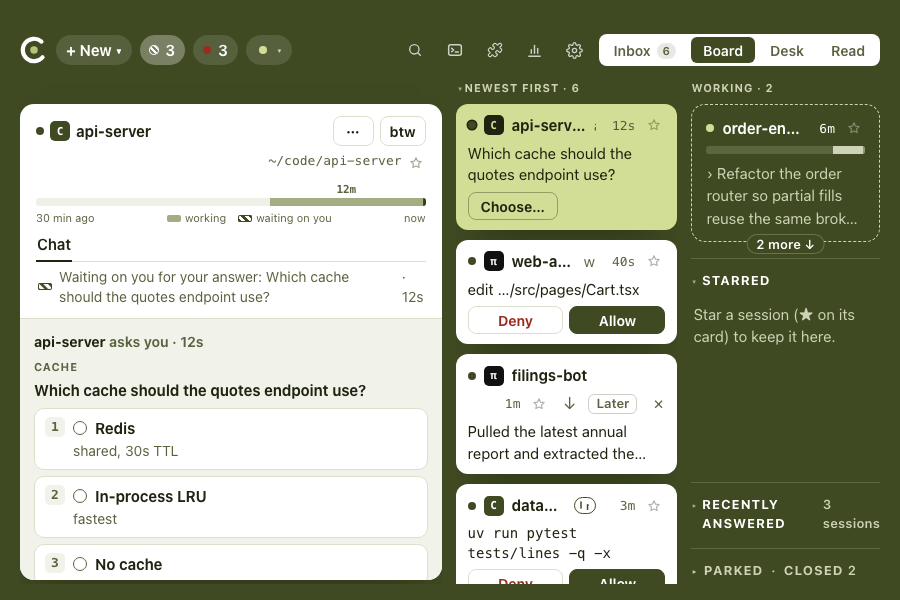 + New ▾
3
3
Inbox 6
Board
Desk
Read
C api-server
...
btw
~/code/api-server
12m
30 min ago
working
waiting on you
now
Chat
Waiting on you for your answer: Which cache should the quotes endpoint use?
· 12s
api-server asks you · 12s
CACHE
Which cache should the quotes endpoint use?
1 Redis
shared, 30s TTL
2 In-process LRU
fastest
3 No cache
NEWEST FIRST · 6
C api-serv... 12s
Which cache should the
quotes endpoint use?
Choose...
π web-a... w 40s
edit .../src/pages/Cart.tsx
Deny
Allow
π filings-bot
1m ☆ ↓ Later ×
Pulled the latest annual
report and extracted the...
C data... 3m
uv run pytest
tests/lines -q -x
Deny
Allow
WORKING · 2
order-en... 6m
› Refactor the order
router so partial fills
reuse the same brok...
2 more ↓
STARRED
Star a session (★ on its
card) to keep it here.
RECENTLY ANSWERED
3 sessions
PARKED · CLOSED 2